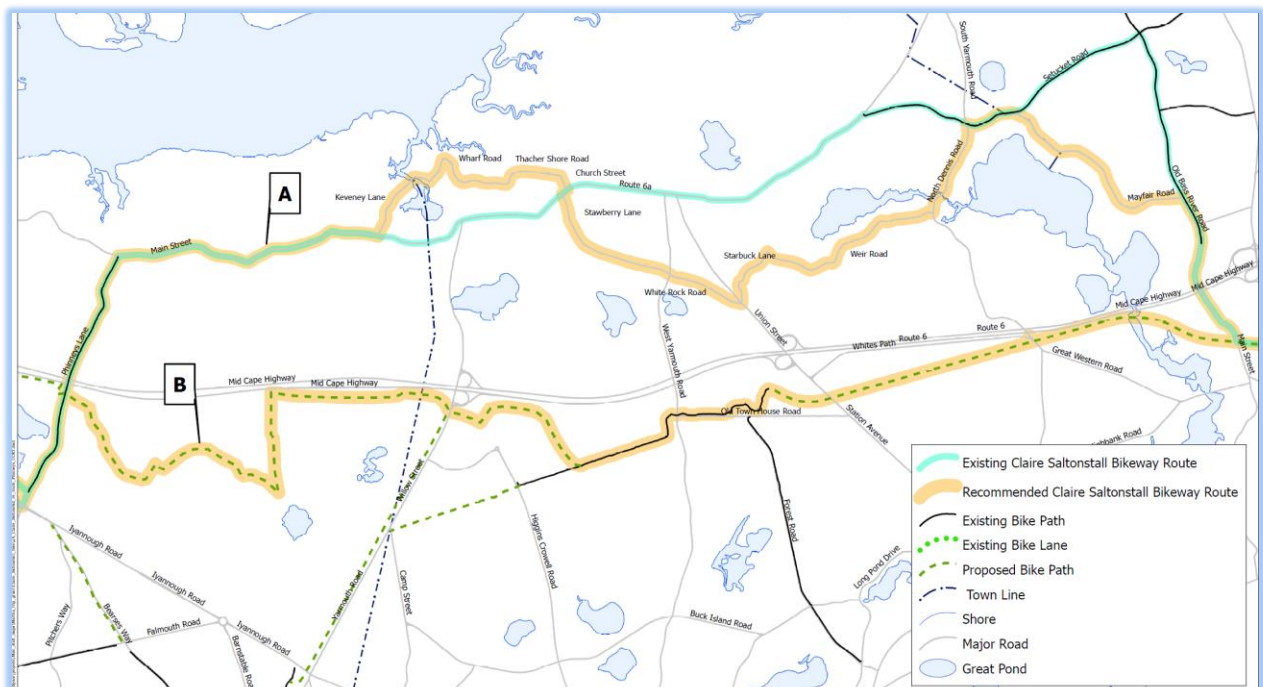 South Yarmouth Road
Setucket Road
Wharf Road
Thacher Shore Road
Church Street
Keveney Lane
Route 6a
North Dennis Road
Mayfair Road
Old Bass River Road
A
Stawberry Lane
Main Street
Starbuck Lane
Weir Road
Phinneys Lane
White Rock Road
Mid Cape Highway
Mid Cape Highway
Union Street
West Yarmouth Road
Whites Path
Route 6
Route 6
Main Street
Great Western Road
B
Mid Cape Highway
Mid Cape Highway
Old Town House Road
Station Avenue
Willow Street
Higgins Crowell Road
Forest Road
Iyannough Road
Iyannough Road
Iyannough Road
Pitchers Way
Bearses Way
Falmouth Road
Yarmouth Road
Camp Street
Buck Island Road
Long Pond Drive
Existing Claire Saltonstall Bikeway Route
Recommended Claire Saltonstall Bikeway Route
Existing Bike Path
Existing Bike Lane
Proposed Bike Path
Town Line
Shore
Major Road
Great Pond